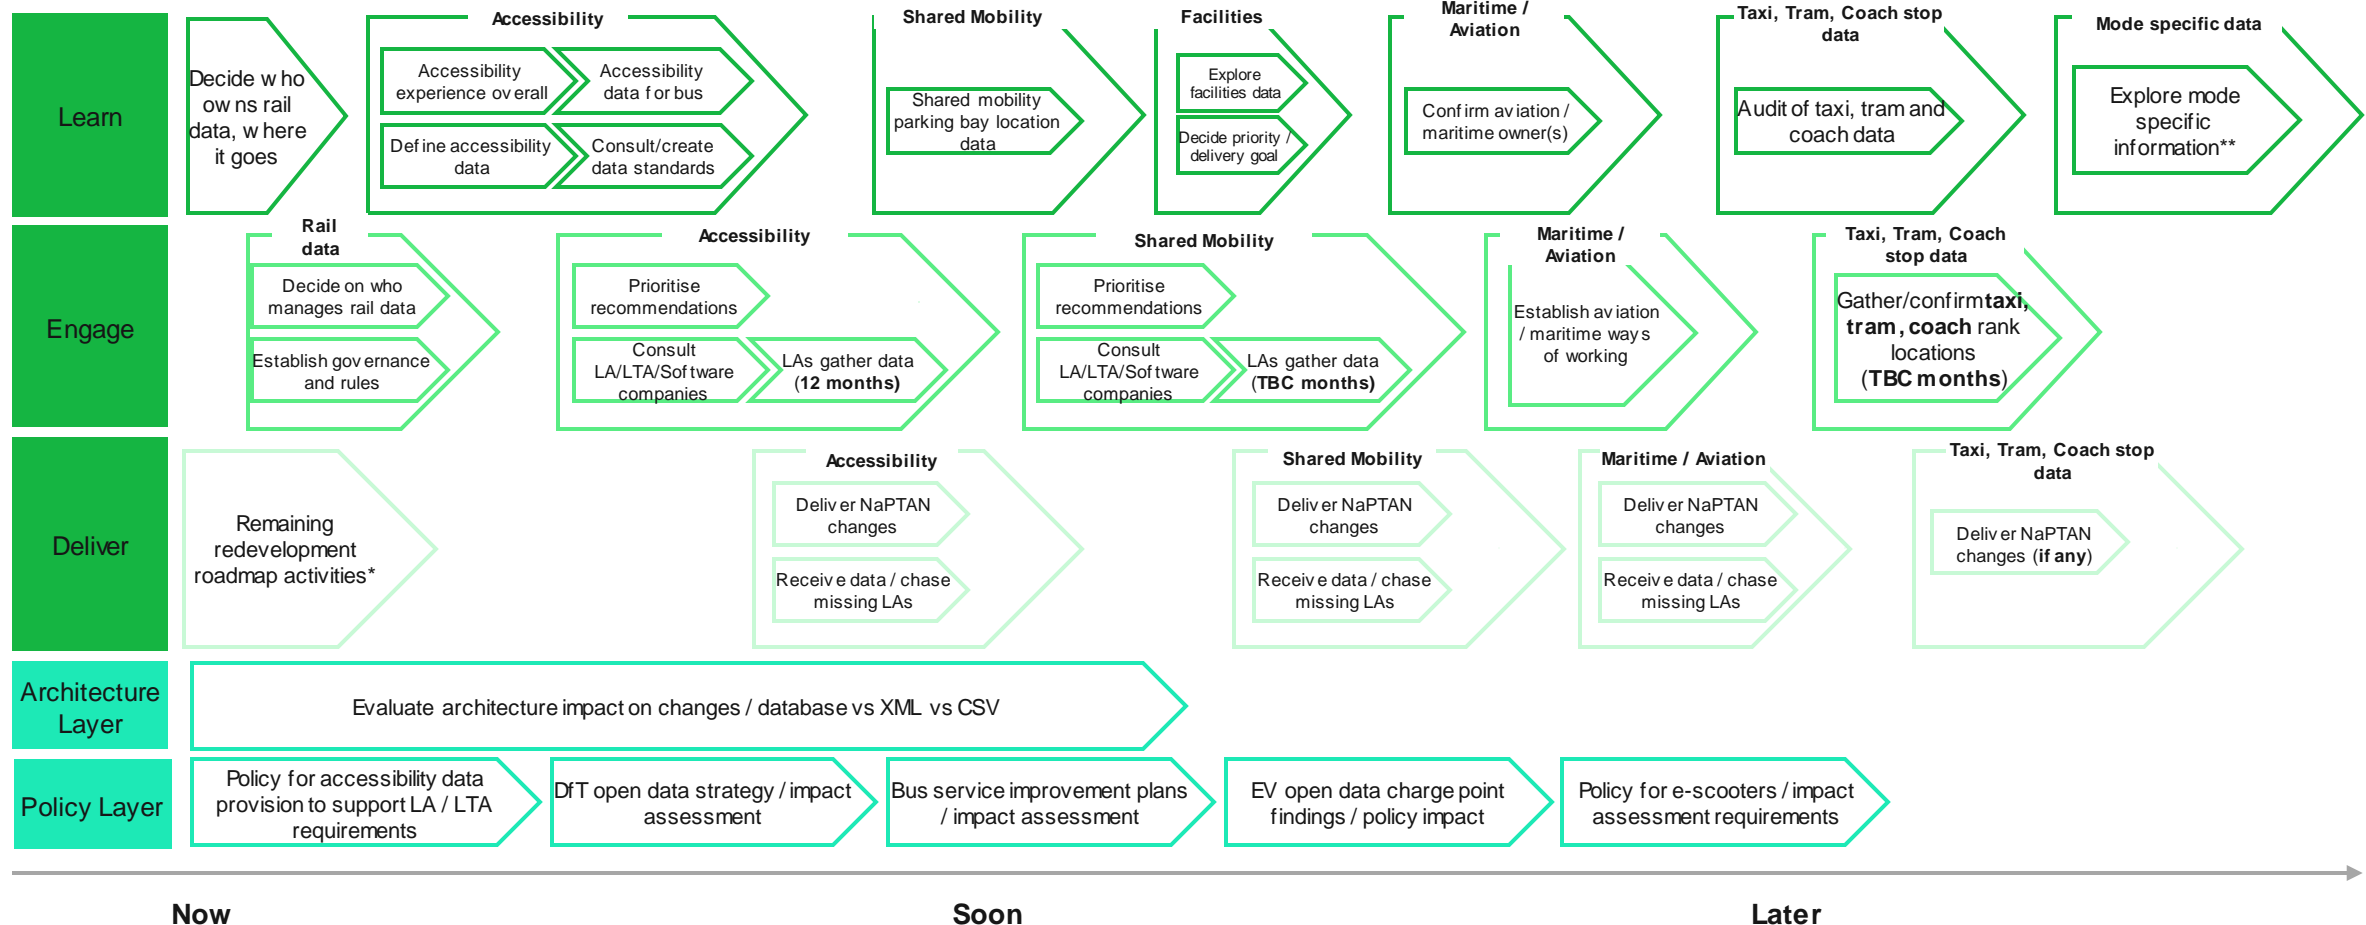 Learn
Decide who
owns rail
data, where
it goes
Accessibility
Accessibility
experience overall
Accessibility
data for bus
Define accessibility
data
Consult/create
data standards
Shared Mobility
Shared mobility
parking bay location
data
Facilities
Explore
facilities data
Decide priority /
delivery goal
Maritime /
Aviation
Confirm aviation /
maritime owner(s)
Taxi, Tram, Coach stop
data
Audit of taxi, tram and
coach data
Mode specific data
Explore mode
specific
information**
Engage
Rail
data
Decide on who
manages rail data
Establish governance
and rules
Accessibility
Prioritise
recommendations
Consult
LA/LTA/Software
companies
LAs gather data
(12 months)
Shared Mobility
Prioritise
recommendations
Consult
LA/LTA/Software
companies
LAs gather data
(TBC months)
Maritime /
Aviation
Establish aviation
/ maritime ways
of working
Taxi, Tram, Coach
stop data
Gather/confirm taxi,
tram, coach rank
locations
(TBC months)
Deliver
Remaining
redevelopment
roadmap activities*
Accessibility
Deliver NaPTAN
changes
Receive data / chase
missing LAs
Shared Mobility
Deliver NaPTAN
changes
Receive data / chase
missing LAs
Maritime / Aviation
Deliver NaPTAN
changes
Receive data / chase
missing LAs
Taxi, Tram, Coach stop
data
Deliver NaPTAN
changes (if any)
Architecture
Layer
Evaluate architecture impact on changes / database vs XML vs CSV
Policy Layer
Policy for accessibility data
provision to support LA / LTA
requirements
DfT open data strategy / impact
assessment
Bus service improvement plans
/ impact assessment
EV open data charge point
findings / policy impact
Policy for e-scooters / impact
assessment requirements
Now
Soon
Later